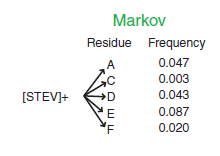 Markov
Residue Frequency
A 0.047
C 0.003
[STEV]+ D 0.043
E 0.087
F 0.020